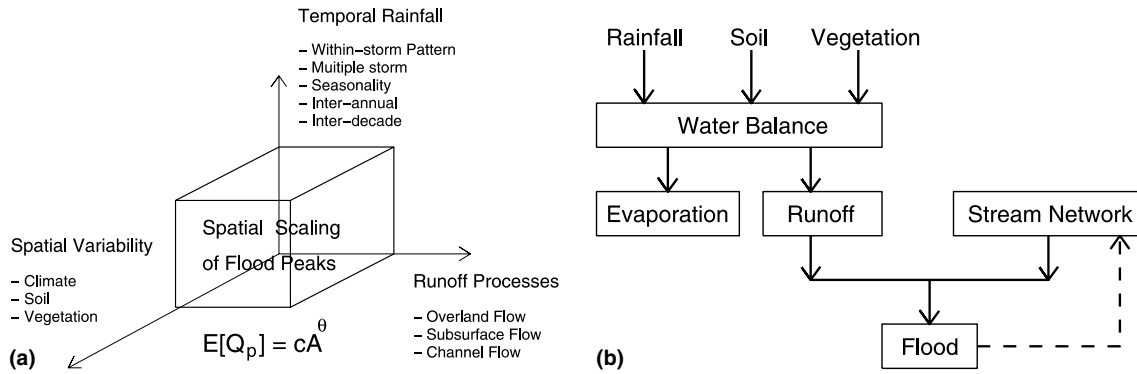 Temporal Rainfall
– Within–storm Pattern
– Muitiple storm
– Seasonality
– Inter–annual
– Inter–decade
Spatial Variability
– Climate
– Soil
– Vegetation
Spatial Scaling
of Flood Peaks
Runoff Processes
– Overland Flow
– Subsurface Flow
– Channel Flow
E[Q_p] = cA^θ
(a)
Rainfall Soil Vegetation
Water Balance
Evaporation Runoff Stream Network
Flood
(b)